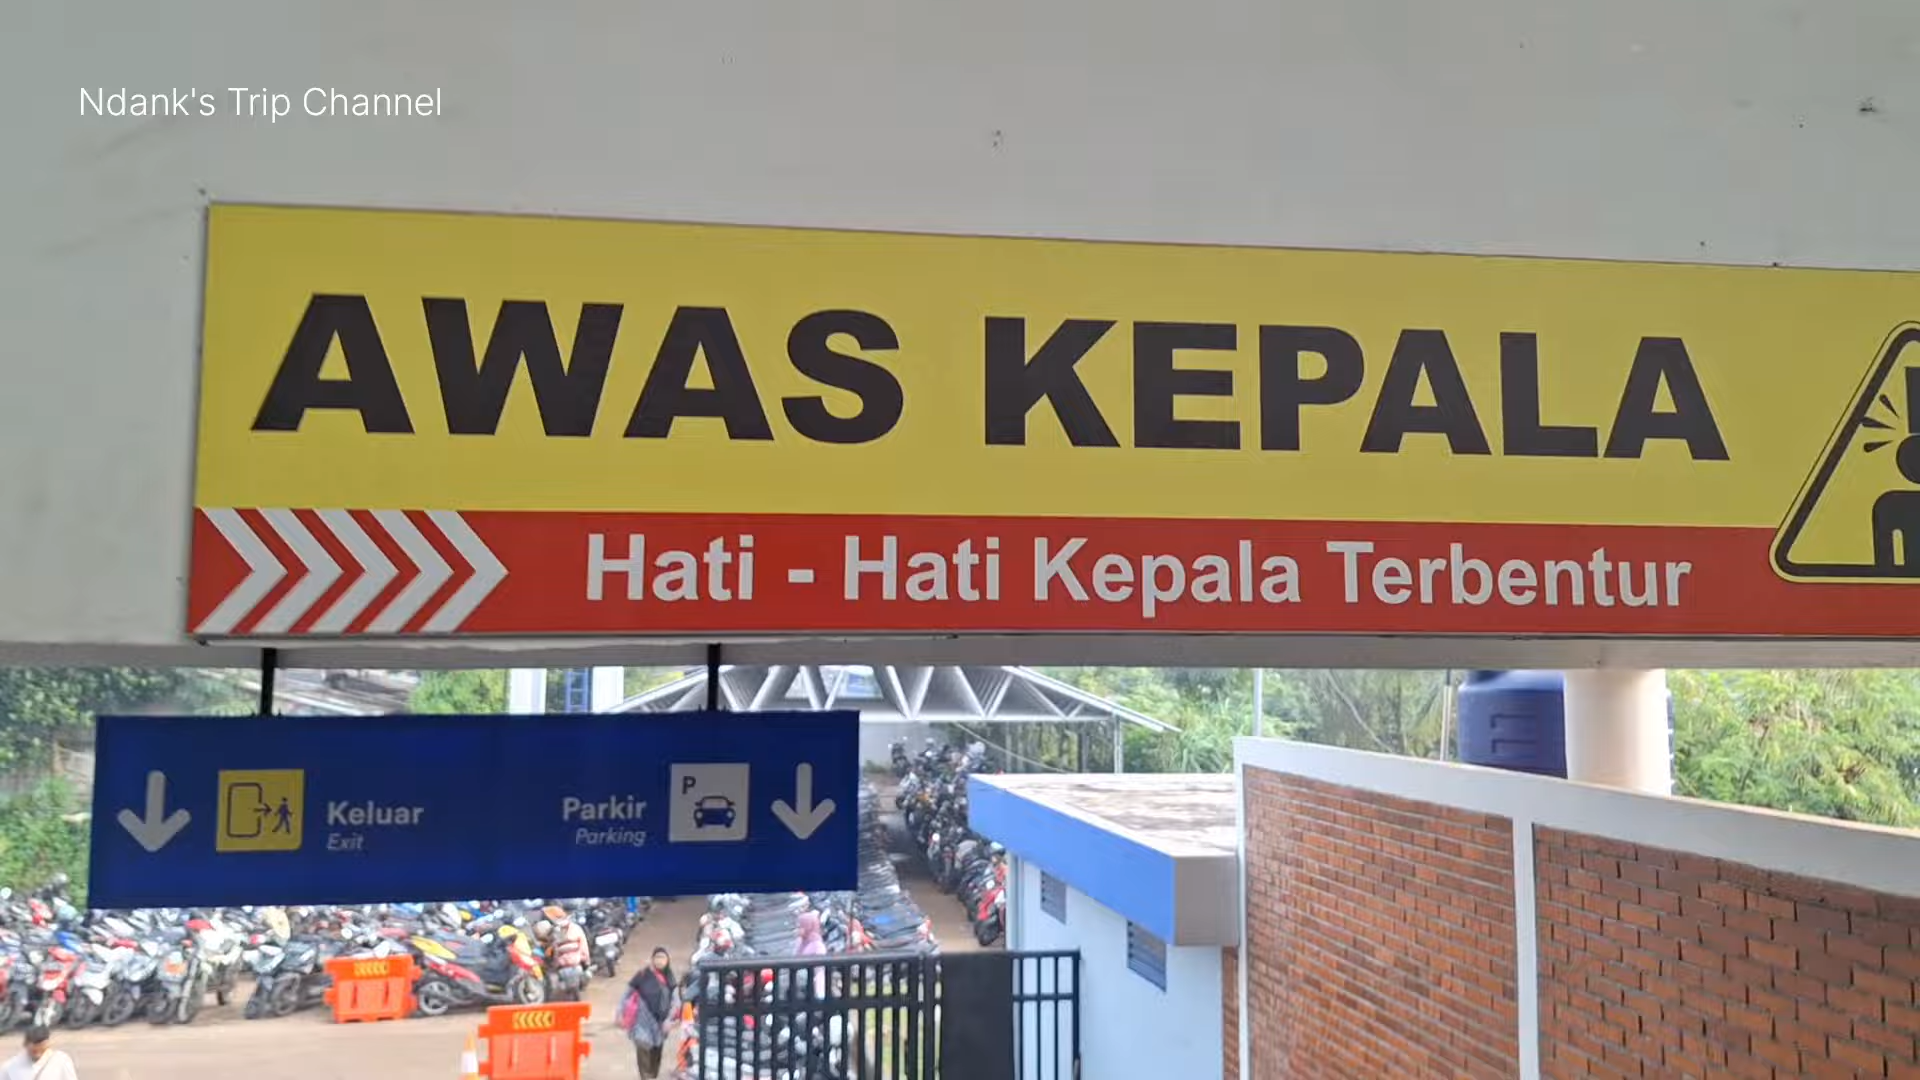 Ndank's Trip Channel
AWAS KEPALA
Hati - Hati Kepala Terbentur
Keluar
Exit
Parkir
Parking
P